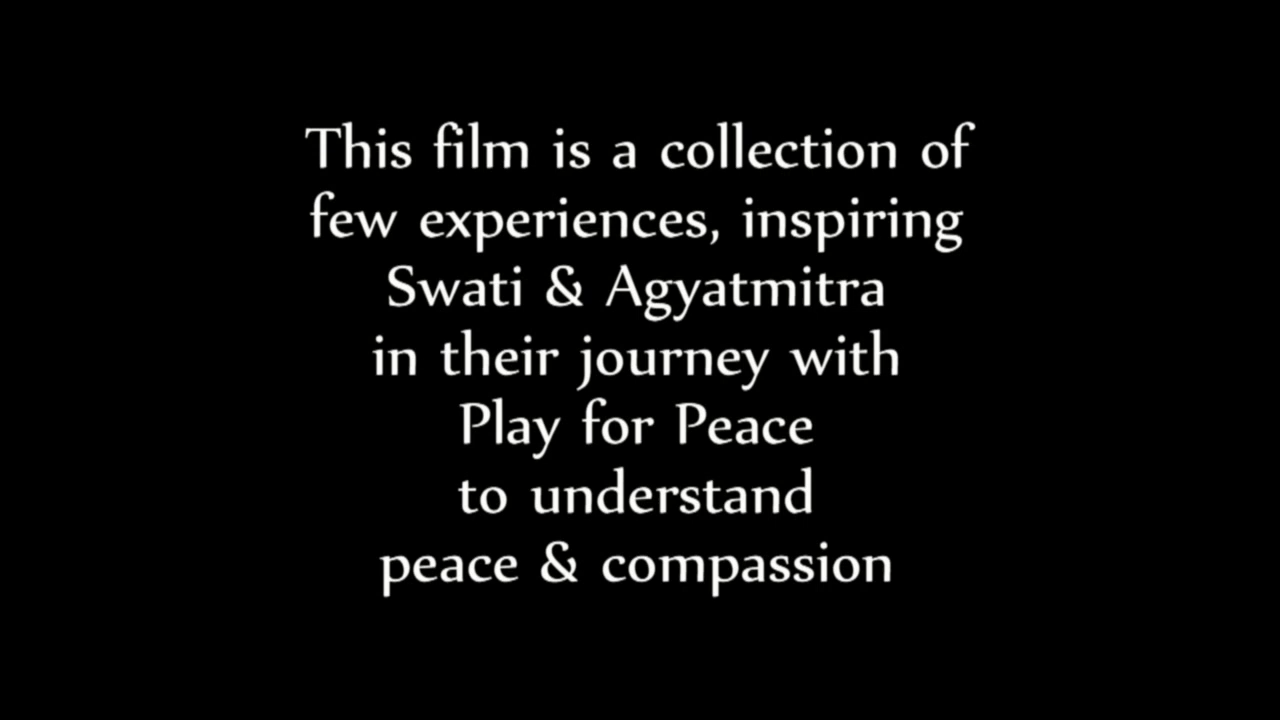 This film is a collection of
few experiences, inspiring
Swati & Agyatmitra
in their journey with
Play for Peace
to understand
peace & compassion